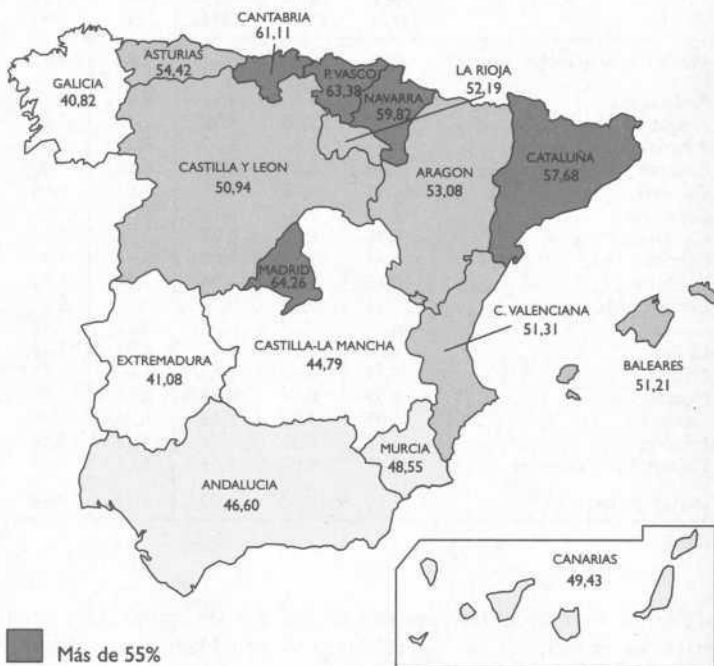 CANTABRIA
61,11
ASTURIAS
54,42
GALICIA
40,82
P. VASCO
63,38
NAVARRA
59,82
LA RIOJA
52,19
CASTILLA Y LEON
50,94
ARAGON
53,08
CATALUÑA
57,68
MADRID
64,26
C. VALENCIANA
51,31
EXTREMADURA
41,08
CASTILLA-LA MANCHA
44,79
BALEARES
51,21
MURCIA
48,55
ANDALUCIA
46,60
CANARIAS
49,43
Más de 55%